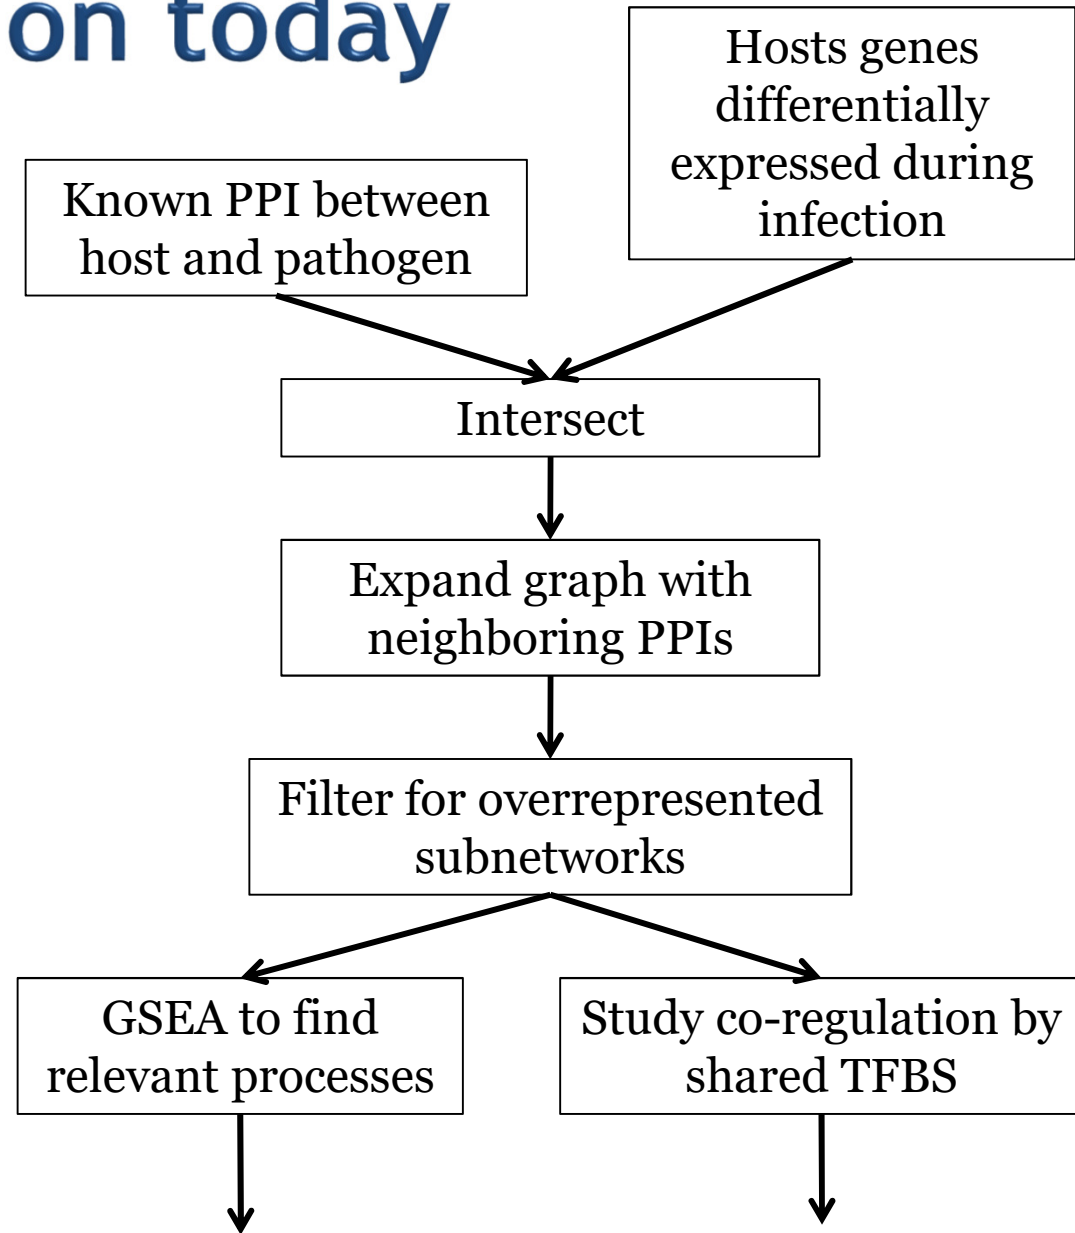 on today
Hosts genes
differentially
expressed during
infection
Known PPI between
host and pathogen
Intersect
Expand graph with
neighboring PPIs
Filter for overrepresented
subnetworks
GSEA to find
relevant processes
Study co-regulation by
shared TFBS